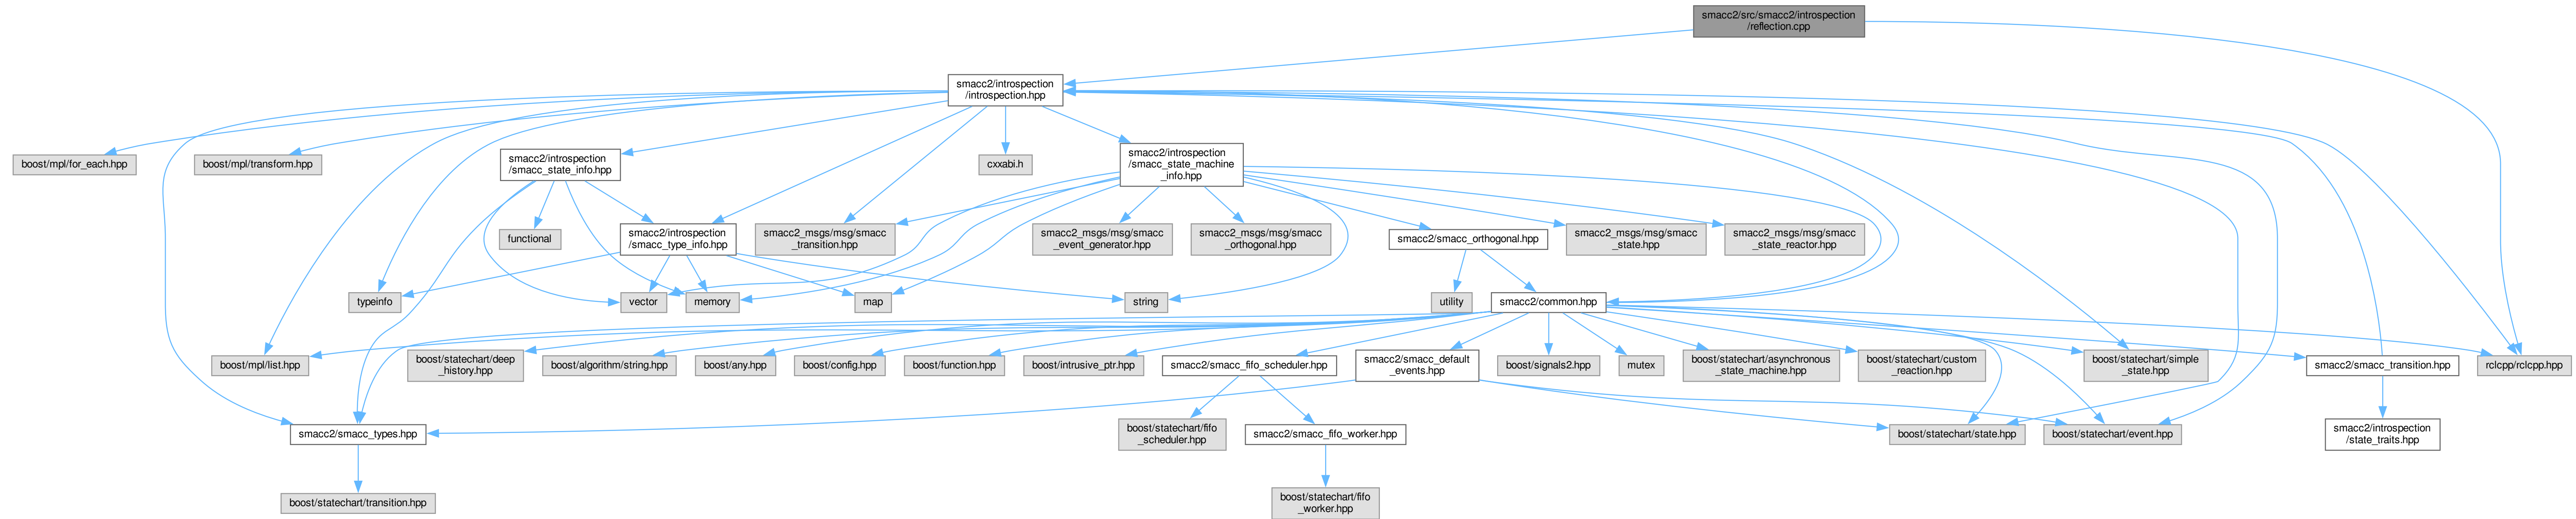 smacc2/src/smacc2/introspection
/reflection.cpp
smacc2/introspection
/introspection.hpp
boost/mpl/for_each.hpp
boost/mpl/transform.hpp
smacc2/introspection
/smacc_state_info.hpp
cxxabi.h
smacc2/introspection
/smacc_state_machine
_info.hpp
functional
smacc2/introspection
/smacc_type_info.hpp
smacc2_msgs/msg/smacc
_transition.hpp
smacc2_msgs/msg/smacc
_event_generator.hpp
smacc2_msgs/msg/smacc
_orthogonal.hpp
smacc2/smacc_orthogonal.hpp
smacc2_msgs/msg/smacc
_state.hpp
smacc2_msgs/msg/smacc
_state_reactor.hpp
typeinfo
vector
memory
map
string
utility
smacc2/common.hpp
boost/mpl/list.hpp
boost/statechart/deep
_history.hpp
boost/algorithm/string.hpp
boost/any.hpp
boost/config.hpp
boost/function.hpp
boost/intrusive_ptr.hpp
smacc2/smacc_fifo_scheduler.hpp
smacc2/smacc_default
_events.hpp
boost/signals2.hpp
mutex
boost/statechart/asynchronous
_state_machine.hpp
boost/statechart/custom
_reaction.hpp
boost/statechart/simple
_state.hpp
smacc2/smacc_transition.hpp
rclcpp/rclcpp.hpp
smacc2/smacc_types.hpp
boost/statechart/fifo
_scheduler.hpp
smacc2/smacc_fifo_worker.hpp
boost/statechart/state.hpp
boost/statechart/event.hpp
smacc2/introspection
/state_traits.hpp
boost/statechart/transition.hpp
boost/statechart/fifo
_worker.hpp